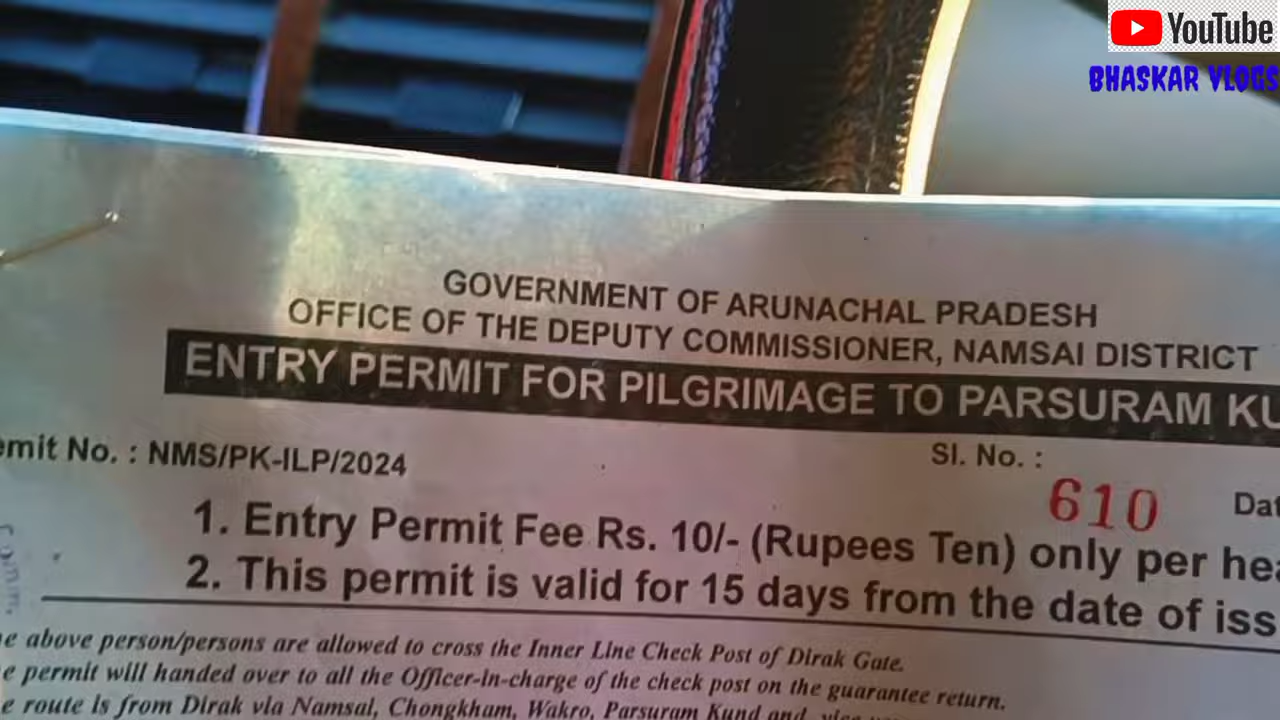 YouTube
BHASKAR VLOGS
GOVERNMENT OF ARUNACHAL PRADESH
OFFICE OF THE DEPUTY COMMISSIONER, NAMSAI DISTRICT
ENTRY PERMIT FOR PILGRIMAGE TO PARSURAM KU
mit No. : NMS/PK-ILP/2024 Sl. No. : 610 Dat
1. Entry Permit Fee Rs. 10/- (Rupees Ten) only per hea
2. This permit is valid for 15 days from the date of iss
e above person/persons are allowed to cross the Inner Line Check Post of Dirak Gate.
e permit will handed over to all the Officer-in-charge of the check post on the guarantee return.
e route is from Dirak via Namsai, Chongkham, Wakro, Parsuram Kund and